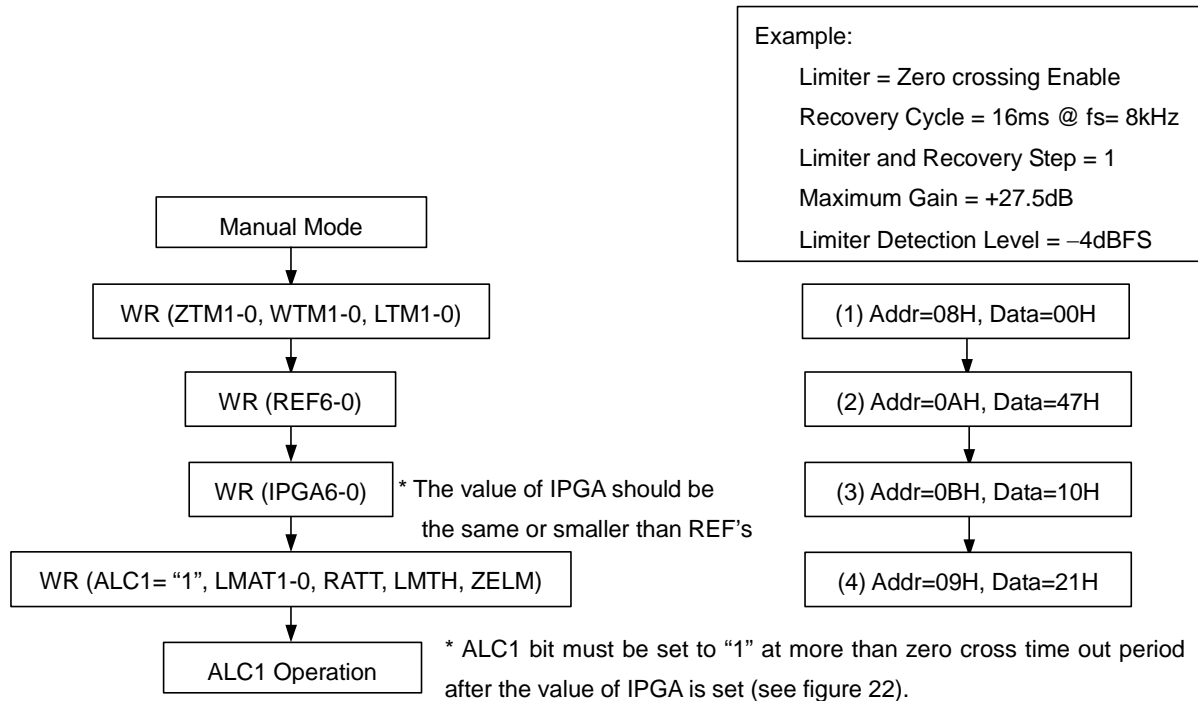 Example:
Limiter = Zero crossing Enable
Recovery Cycle = 16ms @ fs= 8kHz
Limiter and Recovery Step = 1
Maximum Gain = +27.5dB
Limiter Detection Level = −4dBFS
Manual Mode
WR (ZTM1-0, WTM1-0, LTM1-0)
WR (REF6-0)
WR (IPGA6-0)
* The value of IPGA should be
the same or smaller than REF's
WR (ALC1= “1”, LMAT1-0, RATT, LMTH, ZELM)
ALC1 Operation
(1) Addr=08H, Data=00H
(2) Addr=0AH, Data=47H
(3) Addr=0BH, Data=10H
(4) Addr=09H, Data=21H
* ALC1 bit must be set to “1” at more than zero cross time out period
after the value of IPGA is set (see figure 22).